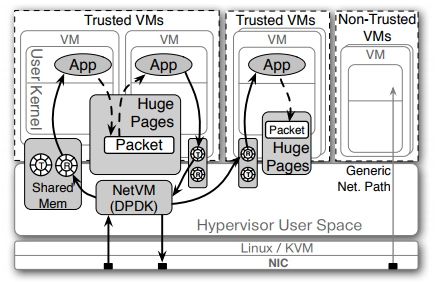 Trusted VMs
Trusted VMs
Non-Trusted
VMs
VM
VM
VM
VM
User Kernel
App
App
App
Huge
Pages
Packet
Packet
Huge
Pages
T
R
Shared
Mem
T
R
R
T
NetVM
(DPDK)
Generic
Net. Path
Hypervisor User Space
Linux / KVM
NIC